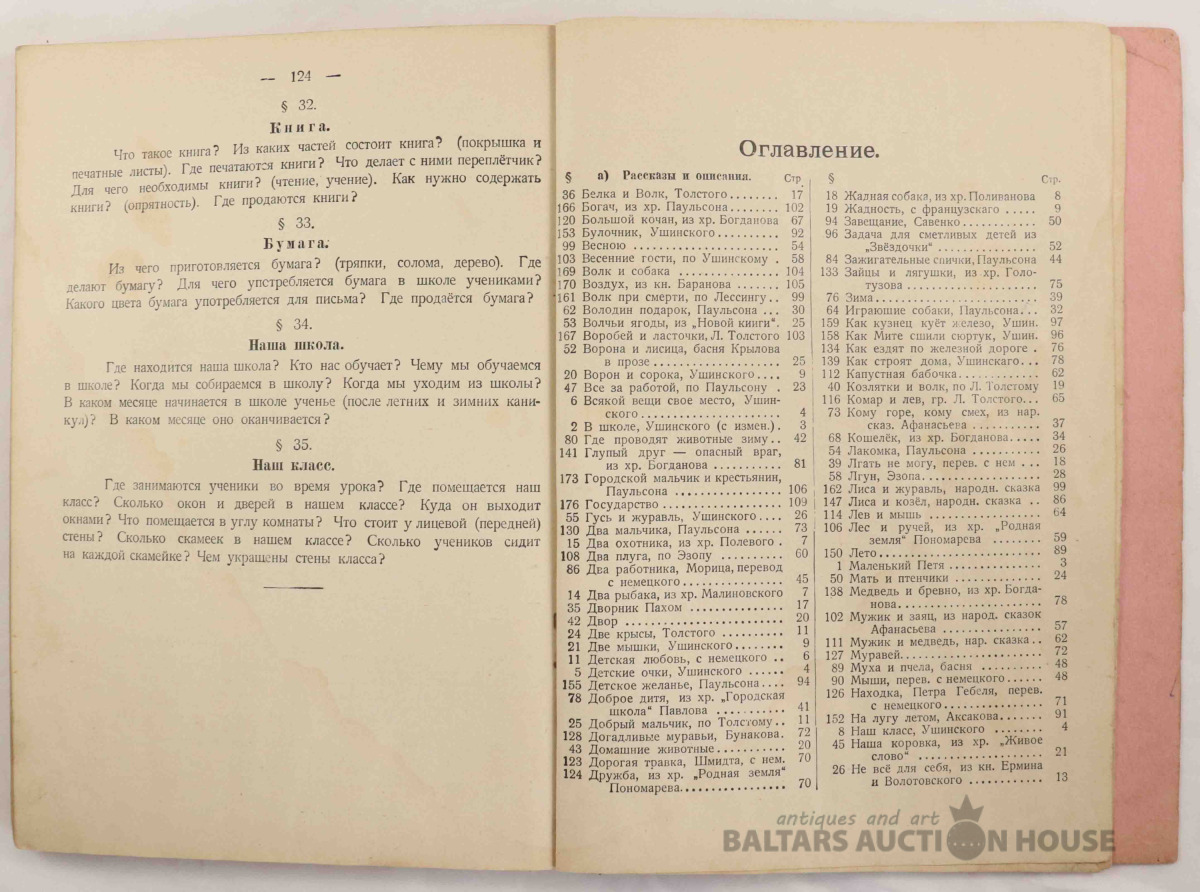 — 124 —
§ 32.
Книга.
Что такое книга? Из каких частей состоит книга? (покрышка и
печатные листы). Где печатаются книги? Что делает с ними переплётчик?
Для чего необходимы книги? (чтение, учение). Как нужно содержать
книги? (опрятность). Где продаются книги?
§ 33.
Бумага.
Из чего приготовляется бумага? (тряпки, солома, дерево). Где
делают бумагу? Для чего упстребляется бумага в школе учениками?
Какого цвета бумага употребляется для письма? Где продаётся бумага?
§ 34.
Наша школа.
Где находится наша школа? Кто нас обучает? Чему мы обучаемся
в школе? Когда мы собираемся в школу? Когда мы уходим из школы?
В каком месяце начинается в школе ученье (после летних и зимних кани-
кул)? В каком месяце оно оканчивается?
§ 35.
Наш класс.
Где занимаются ученики во время урока? Где помещается наш
класс? Сколько окон и дверей в нашем классе? Куда он выходит
окнами? Что помещается в углу комнаты? Что стоит у лицевой (передней)
стены? Сколько скамеек в нашем классе? Сколько учеников сидит
на каждой скамейке? Чем украшены стены класса?
Оглавление.
§ а) Рассказы и описания. Стр.
36 Белка и Волк, Толстого........ 17
166 Богач, из хр. Паульсона........ 102
120 Большой кочан, из хр. Богданова 67
153 Булочник, Ушинского.......... 92
99 Весною ..................... 54
103 Весенние гости, по Ушинскому . 58
169 Волк и собака ............... 104
170 Воздух, из кн. Баранова ....... 105
161 Волк при смерти, по Лессингу.. 99
62 Володин подарок, Паульсона ... 30
53 Волчьи ягоды, из „Новой книги“. 25
167 Воробей и ласточки, Л. Толстого 103
52 Ворона и лисица, басня Крылова
в прозе .................. 25
20 Ворон и сорока, Ушинского.... 9
47 Все за работой, по Паульсону . 23
6 Всякой вещи свое место, Ушин-
ского..................... 4
2 В школе, Ушинского (с измен.). 3
80 Где проводят животные зиму.. 42
141 Глупый друг — опасный враг,
из хр. Богданова ........... 81
173 Городской мальчик и крестьянин,
Паульсона ................ 106
176 Государство .................. 109
55 Гусь и журавль, Ушинского.... 26
130 Два мальчика, Паульсона ...... 73
15 Два охотника, из хр. Полевого . 7
108 Два плуга, по Эзопу .......... 60
86 Два работника, Морица, перевод
с немецкого............... 45
14 Два рыбака, из хр. Малиновского 7
35 Дворник Пахом ............... 17
42 Двор ........................ 20
24 Две крысы, Толстого .......... 11
21 Две мышки, Ушинского........ 9
11 Детская любовь, с немецкого .. 6
5 Детские очки, Ушинского ...... 4
155 Детское желанье, Паульсона.... 94
78 Доброе дитя, из хр. „Городская
школа“ Павлова ........... 41
25 Добрый мальчик, по Толстому.. 11
128 Догадливые муравьи, Бунакова. 72
43 Домашние животные........... 20
123 Дорогая травка, Шмидта, с нем. 70
124 Дружба, из хр. „Родная земля“
Пономарева................ 70
§ Стр.
18 Жадная собака, из хр. Поливанова 8
19 Жадность, с французскаго ..... 9
94 Завещание, Савенко............ 50
96 Задача для сметливых детей из
„Звёздочки“ ................ 52
84 Зажигательные спички, Паульсона 44
133 Зайцы и лягушки, из хр. Голо-
тузова .................... 75
76 Зима........................ 39
64 Играюшие собаки, Паульсона... 32
159 Как кузнец куёт железо, Ушин. 97
158 Как Мите сшили сюртук, Ушин. 96
134 Как ездят по железной дороге . 76
139 Как строят дома, Ушинскаго... 78
112 Капустная бабочка............. 62
40 Козлятки и волк, по Л. Толстому 19
116 Комар и лев, гр. Л. Толстого... 65
73 Кому горе, кому смех, из нар.
сказ. Афанасьева ........... 37
68 Кошелёк, из хр. Богданова..... 34
54 Лакомка, Паульсона ........... 26
39 Лгать не могу, перев. с нем ... 18
58 Лгун, Эзопа.................. 28
162 Лиса и журавль, народн. сказка 99
147 Лиса и козёл, народн. сказка .. 86
114 Лев и мышь ................. 64
106 Лес и ручей, из хр. „Родная
земля“ Пономарева ........ 59
150 Лето........................ 89
1 Маленький Петя .............. 3
50 Мать и птенчики ............. 24
138 Медведь и бревно, из хр. Богда-
нова...................... 78
102 Мужик и заяц, из народ. сказок
Афанасьева ............... 57
111 Мужик и медведь, нар. сказка.. 62
127 Муравей..................... 72
89 Муха и пчела, басня .......... 48
90 Мыши, перев. с немецкого...... 48
126 Находка, Петра Гебеля, перев.
с немецкого............... 71
152 На лугу летом, Аксакова....... 91
8 Наш класс, Ушинского ........ 4
45 Наша коровка, из хр. „Живое
слово“ .................... 21
26 Не всё для себя, из кн. Ермина
и Волотовского ............ 13
antiques and art
BALTARS AUCTION HOUSE